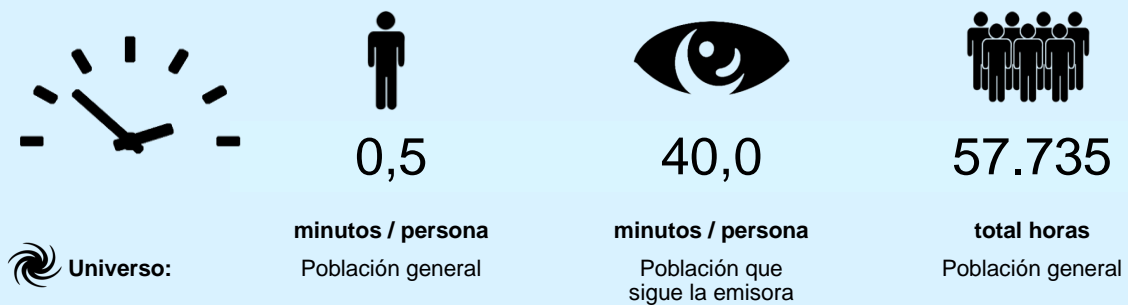 0,5
40,0
57.735
minutos / persona
minutos / persona
total horas
Universo:
Población general
Población que
sigue la emisora
Población general